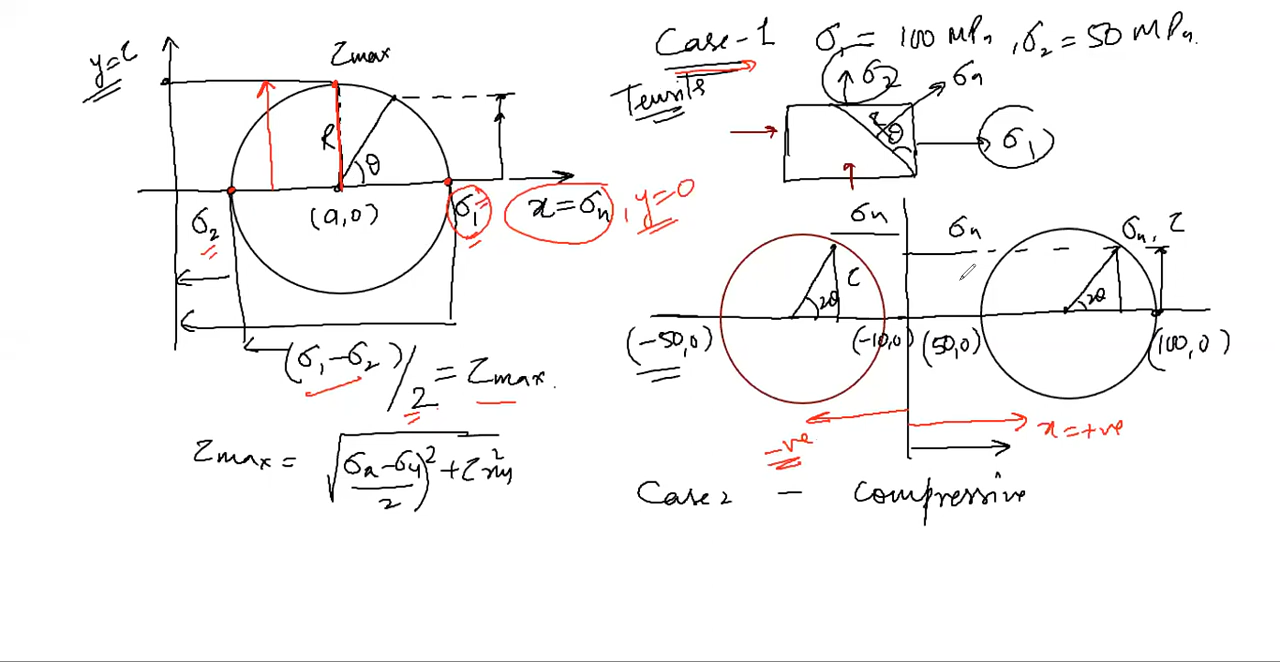 y=τ
τmax
R
θ
σ2
(a,0)
σ1
x=σn, y=0
(σ1-σ2)/2 = τmax.
τmax = √((σx-σy)/2)²+τ²xy
Case-1 σ1 = 100 MPa, σ2 = 50 MPa.
Tensile
σ2
σn
τ
θ
σ1
σn
σn
σn, τ
τ
2θ
2θ
(-50,0)
(-10,0)
(50,0)
(100,0)
-ve
x=+ve
Case 2 - compressive